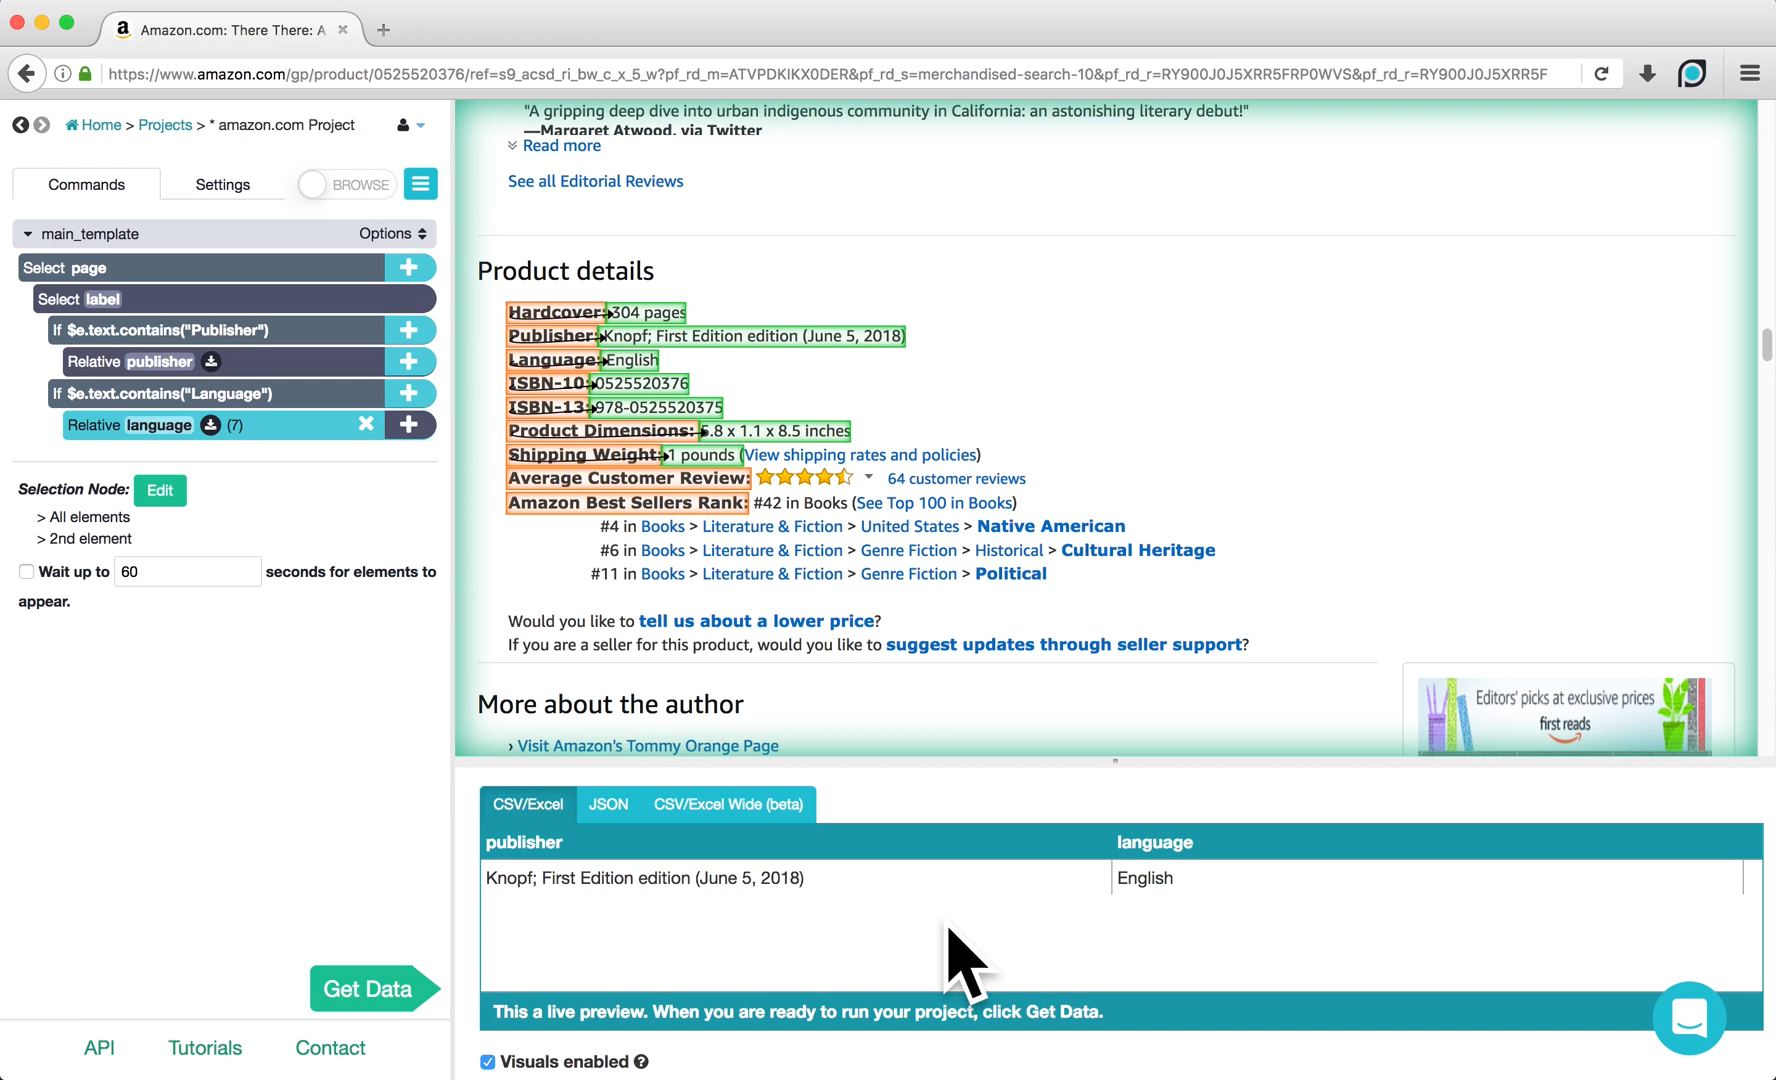 Amazon.com: There There: A
https://www.amazon.com/gp/product/0525520376/ref=s9_acsd_ri_bw_c_x_5_w?pf_rd_m=ATVPDKIKX0DER&pf_rd_s=merchandised-search-10&pf_rd_r=RY900J0J5XRR5FRP0WVS&pf_rd_r=RY900J0J5XRR5F
Home > Projects > * amazon.com Project
Commands
Settings
BROWSE
main_template
Options
Select page
Select label
If $e.text.contains("Publisher")
Relative publisher
If $e.text.contains("Language")
Relative language (7)
Selection Node: Edit
> All elements
> 2nd element
Wait up to 60 seconds for elements to
appear.
Get Data
API
Tutorials
Contact
"A gripping deep dive into urban indigenous community in California: an astonishing literary debut!"
—Margaret Atwood, via Twitter
Read more
See all Editorial Reviews
Product details
Hardcover: 304 pages
Publisher: Knopf; First Edition edition (June 5, 2018)
Language: English
ISBN-10: 0525520376
ISBN-13: 978-0525520375
Product Dimensions: 5.8 x 1.1 x 8.5 inches
Shipping Weight: 1 pounds (View shipping rates and policies)
Average Customer Review: 64 customer reviews
Amazon Best Sellers Rank: #42 in Books (See Top 100 in Books)
#4 in Books > Literature & Fiction > United States > Native American
#6 in Books > Literature & Fiction > Genre Fiction > Historical > Cultural Heritage
#11 in Books > Literature & Fiction > Genre Fiction > Political
Would you like to tell us about a lower price?
If you are a seller for this product, would you like to suggest updates through seller support?
More about the author
› Visit Amazon's Tommy Orange Page
Editors' picks at exclusive prices
first reads
CSV/Excel
JSON
CSV/Excel Wide (beta)
publisher
language
Knopf; First Edition edition (June 5, 2018)
English
This a live preview. When you are ready to run your project, click Get Data.
Visuals enabled